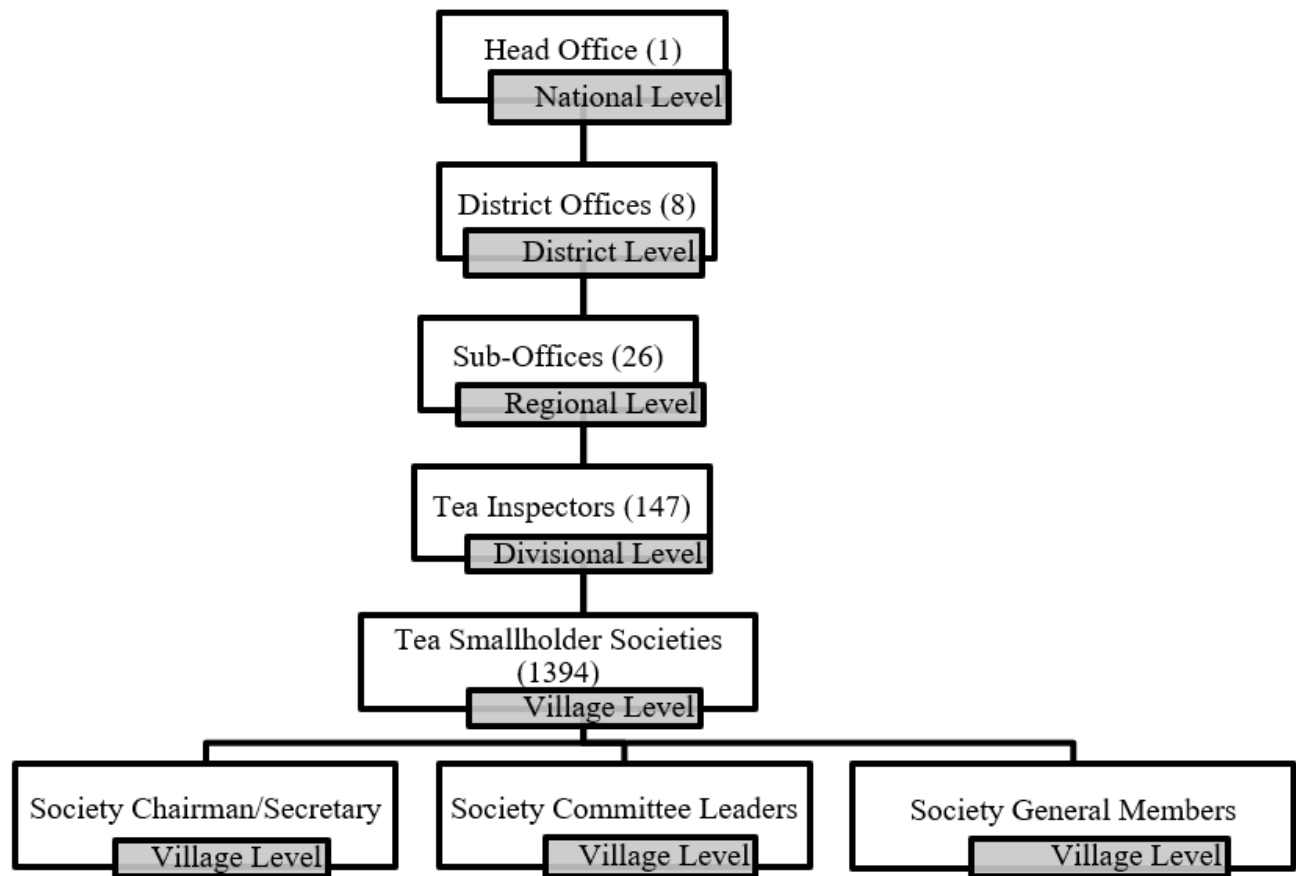 Head Office (1)
National Level
District Offices (8)
District Level
Sub-Offices (26)
Regional Level
Tea Inspectors (147)
Divisional Level
Tea Smallholder Societies
(1394)
Village Level
Society Chairman/Secretary
Village Level
Society Committee Leaders
Village Level
Society General Members
Village Level